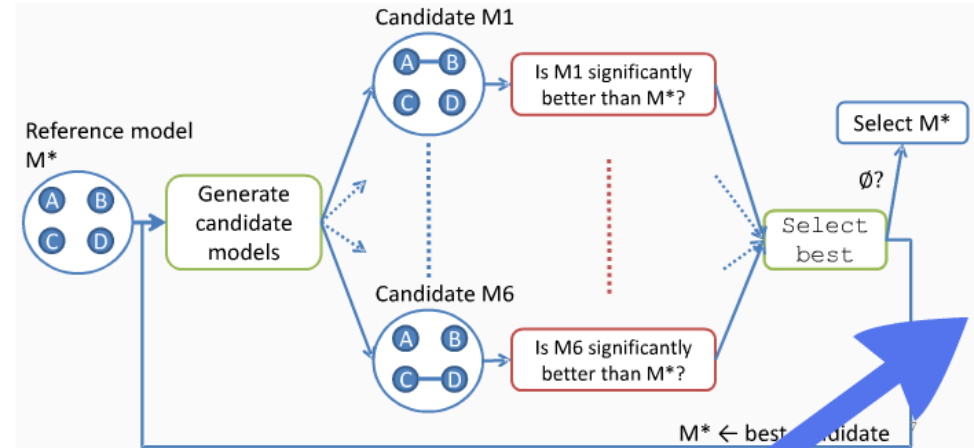 Candidate M1
A B
C D
Is M1 significantly
better than M*?
Reference model
M*
A B
C D
Generate
candidate
models
Select M*
Ø?
Select
best
Candidate M6
A B
C D
Is M6 significantly
better than M*?
M* ← best candidate